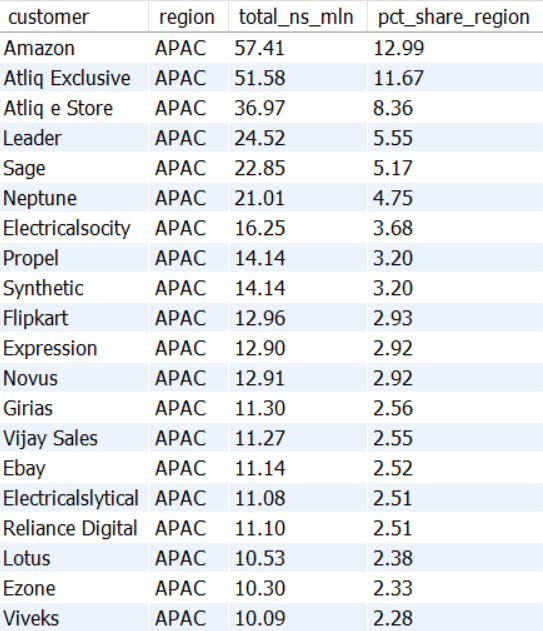 customer region total_ns_mln pct_share_region
Amazon APAC 57.41 12.99
Atliq Exclusive APAC 51.58 11.67
Atliq e Store APAC 36.97 8.36
Leader APAC 24.52 5.55
Sage APAC 22.85 5.17
Neptune APAC 21.01 4.75
Electricalsocity APAC 16.25 3.68
Propel APAC 14.14 3.20
Synthetic APAC 14.14 3.20
Flipkart APAC 12.96 2.93
Expression APAC 12.90 2.92
Novus APAC 12.91 2.92
Girias APAC 11.30 2.56
Vijay Sales APAC 11.27 2.55
Ebay APAC 11.14 2.52
Electricalslytical APAC 11.08 2.51
Reliance Digital APAC 11.10 2.51
Lotus APAC 10.53 2.38
Ezone APAC 10.30 2.33
Viveks APAC 10.09 2.28